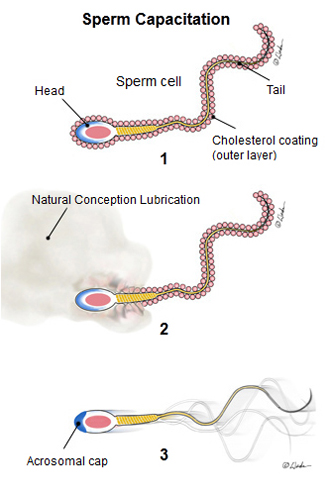 Sperm Capacitation
Head
Sperm cell
Tail
Cholesterol coating
(outer layer)
1
Natural Conception Lubrication
2
Acrosomal cap
3